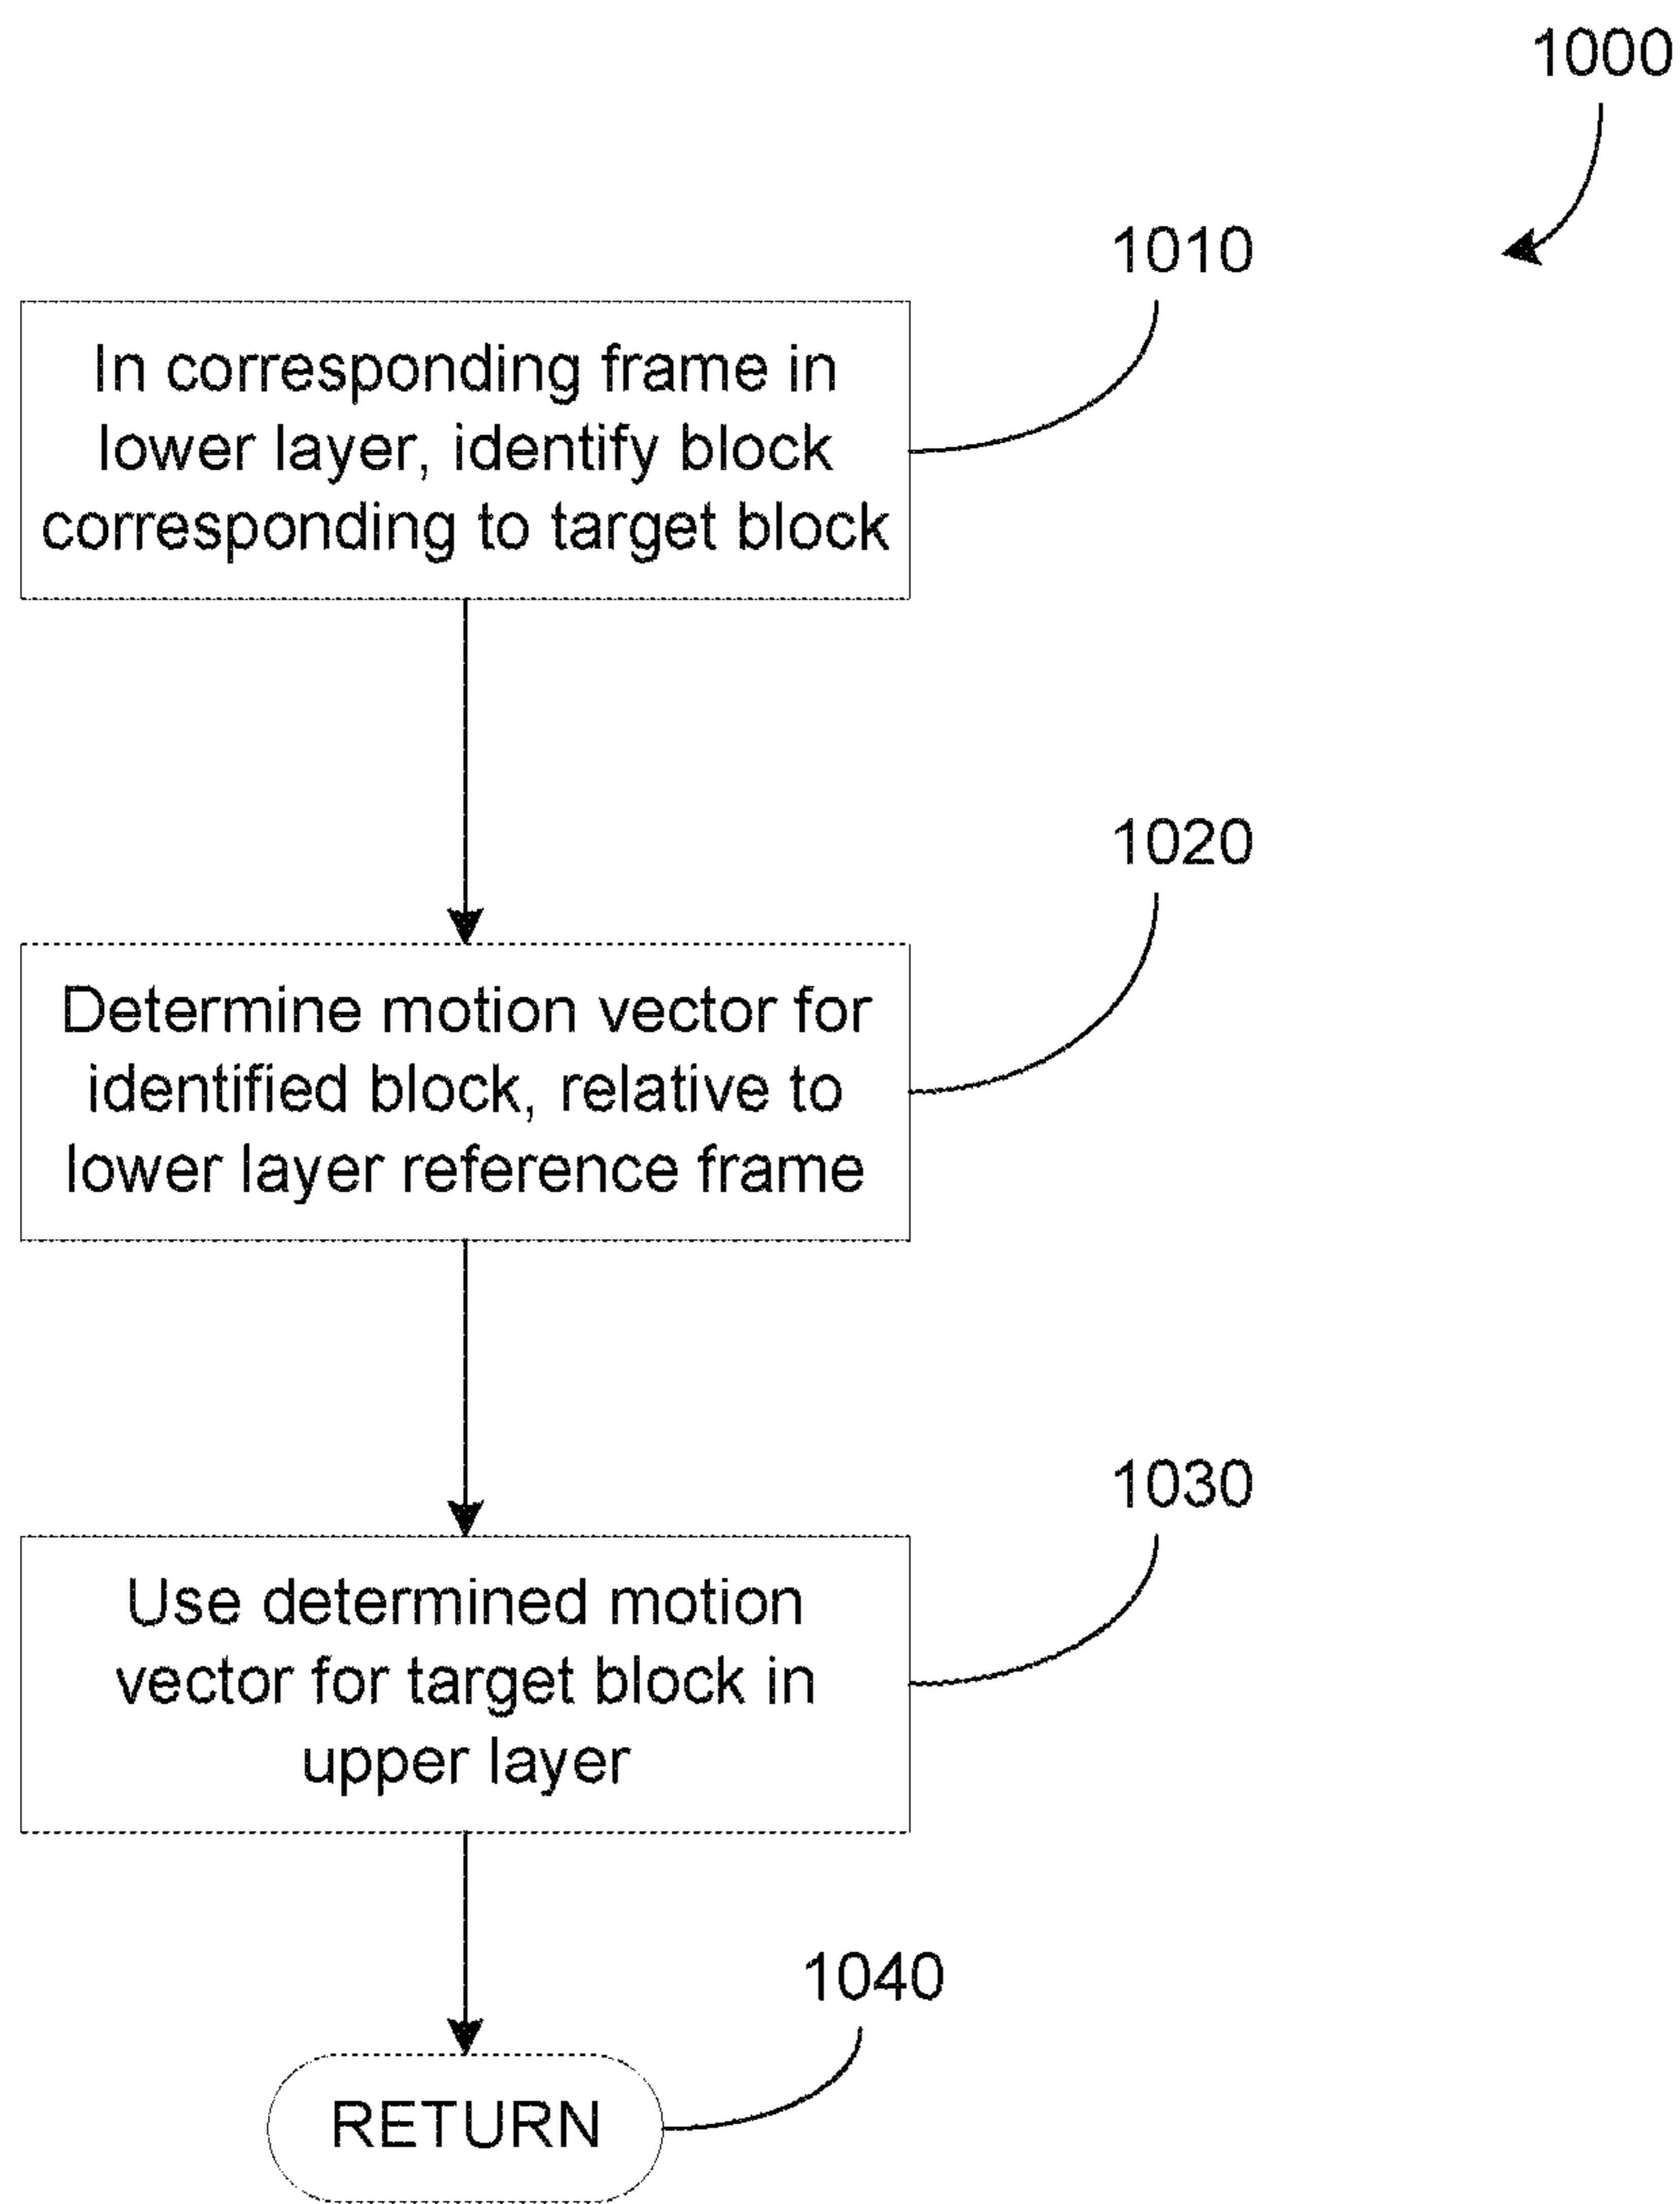 1000
1010
In corresponding frame in
lower layer, identify block
corresponding to target block
1020
Determine motion vector for
identified block, relative to
lower layer reference frame
1030
Use determined motion
vector for target block in
upper layer
1040
RETURN